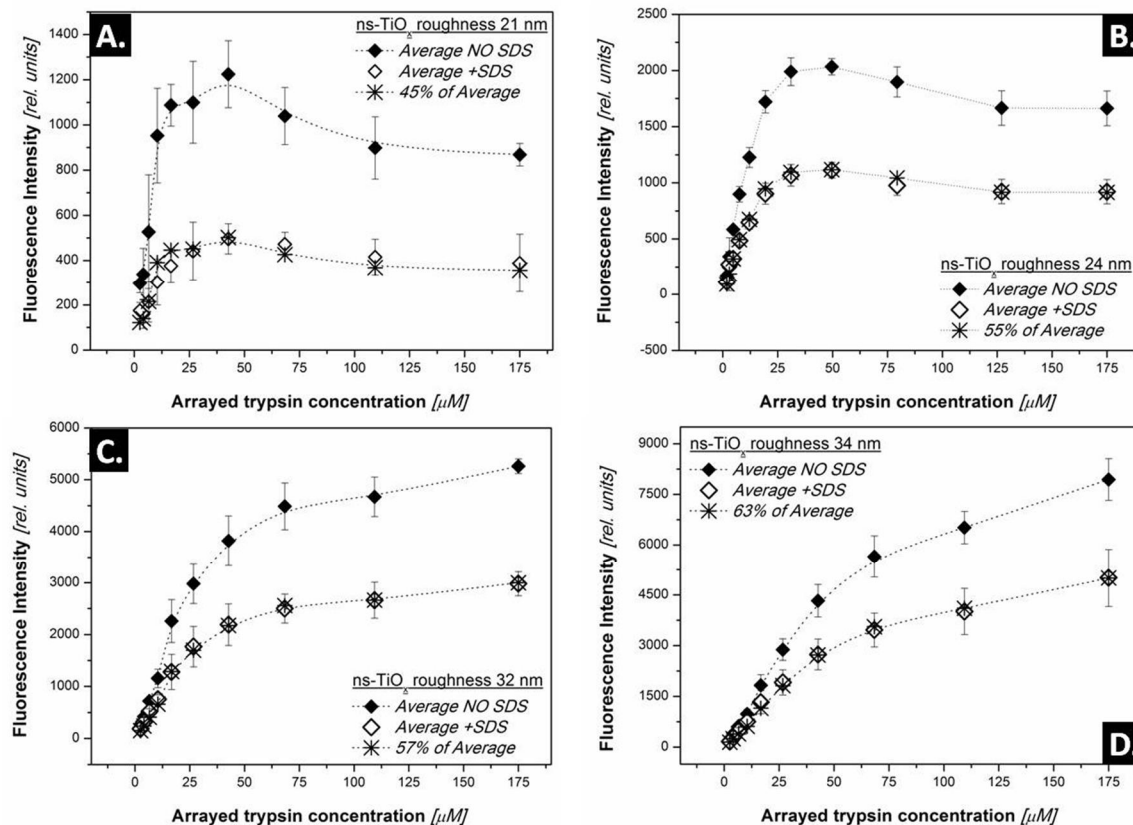 A.
ns-TiOₓ roughness 21 nm
Average NO SDS
Average +SDS
45% of Average
1400
1200
1000
800
600
400
200
0
Fluorescence Intensity [rel. units]
0 25 50 75 100 125 150 175
Arrayed trypsin concentration [μM]
B.
2500
2000
1500
1000
500
0
-500
Fluorescence Intensity [rel. units]
ns-TiOₓ roughness 24 nm
Average NO SDS
Average +SDS
55% of Average
0 25 50 75 100 125 150 175
Arrayed trypsin concentration [μM]
C.
6000
5000
4000
3000
2000
1000
0
Fluorescence Intensity [rel. units]
ns-TiOₓ roughness 32 nm
Average NO SDS
Average +SDS
57% of Average
0 25 50 75 100 125 150 175
Arrayed trypsin concentration [μM]
ns-TiOₓ roughness 34 nm
Average NO SDS
Average +SDS
63% of Average
9000
7500
6000
4500
3000
1500
0
Fluorescence Intensity [rel. units]
D.
0 25 50 75 100 125 150 175
Arrayed trypsin concentration [μM]